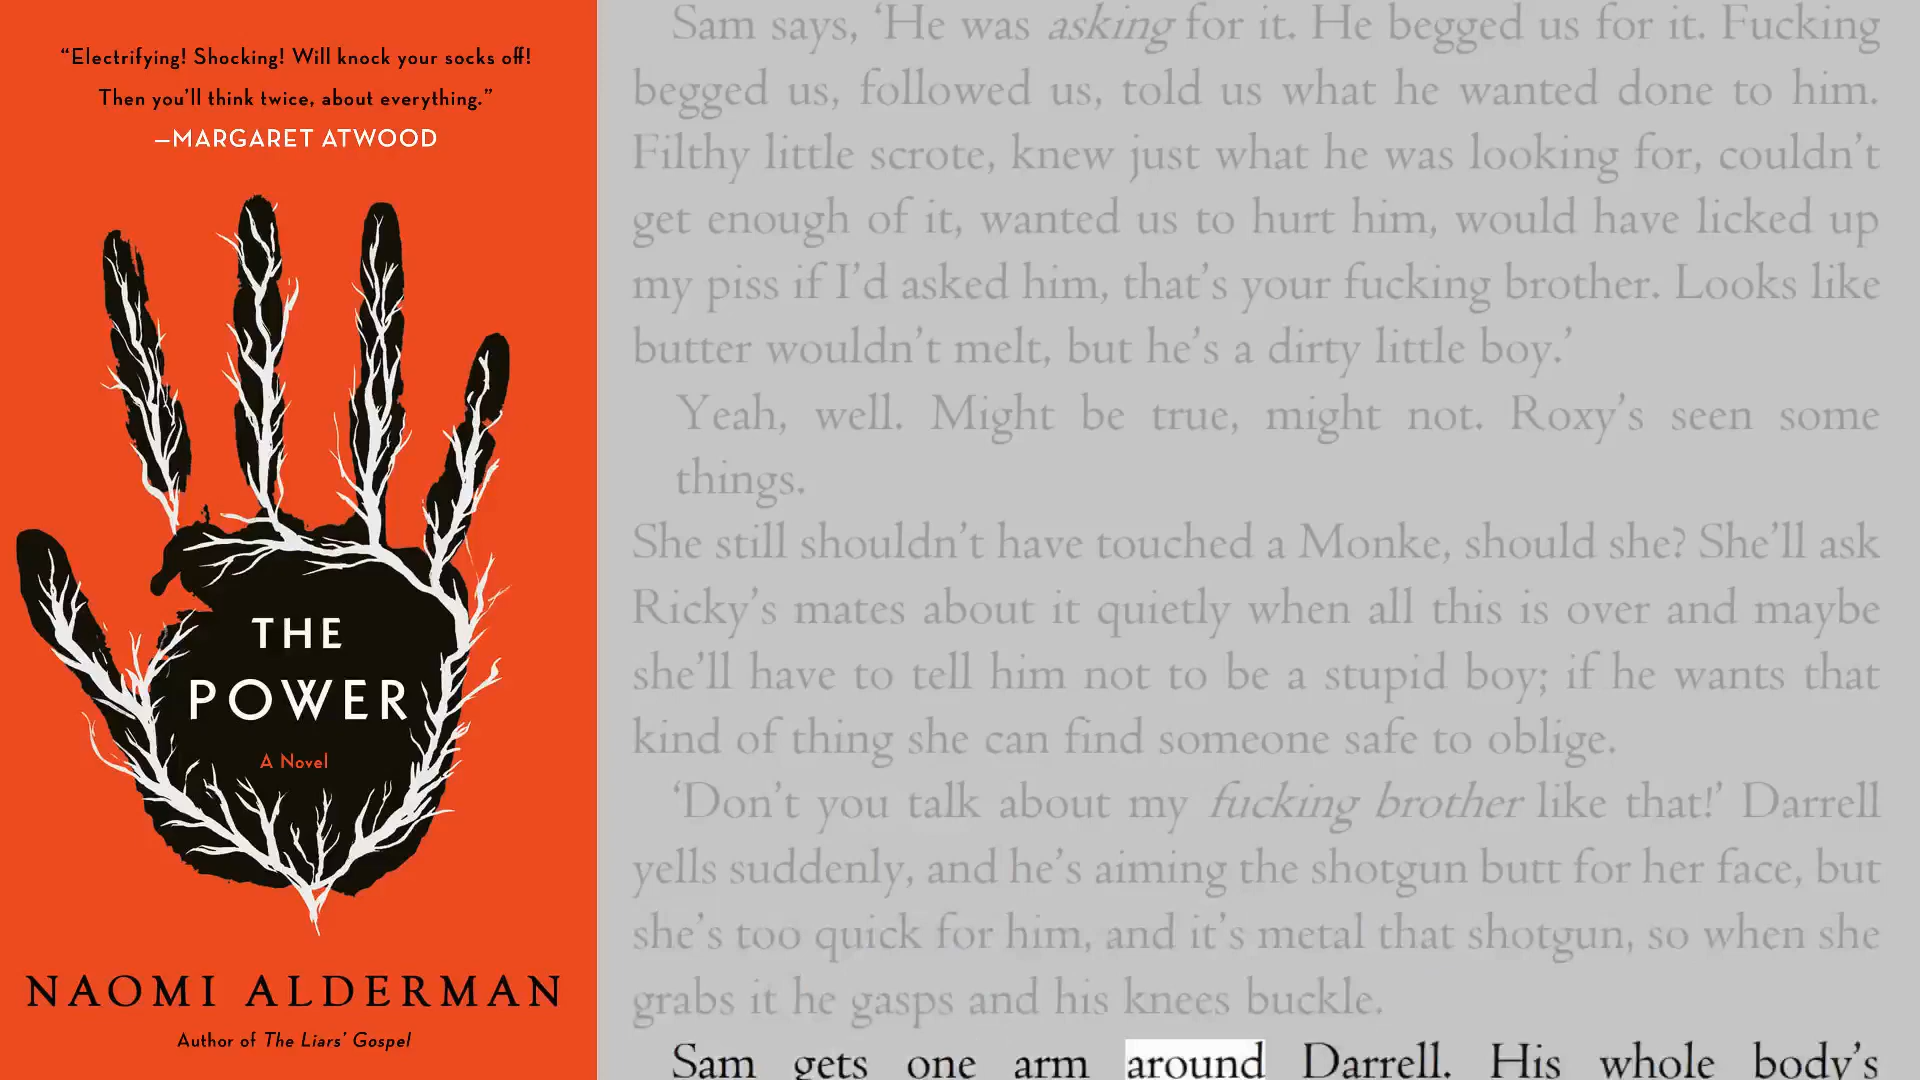 “Electrifying! Shocking! Will knock your socks off!
Then you’ll think twice, about everything.”
—MARGARET ATWOOD
THE
POWER
A Novel
NAOMI ALDERMAN
Author of The Liars’ Gospel
Sam says, ‘He was asking for it. He begged us for it. Fucking
begged us, followed us, told us what he wanted done to him.
Filthy little scrote, knew just what he was looking for, couldn’t
get enough of it, wanted us to hurt him, would have licked up
my piss if I’d asked him, that’s your fucking brother. Looks like
butter wouldn’t melt, but he’s a dirty little boy.’
Yeah, well. Might be true, might not. Roxy’s seen some
things.
She still shouldn’t have touched a Monke, should she? She’ll ask
Ricky’s mates about it quietly when all this is over and maybe
she’ll have to tell him not to be a stupid boy; if he wants that
kind of thing she can find someone safe to oblige.
‘Don’t you talk about my fucking brother like that!’ Darrell
yells suddenly, and he’s aiming the shotgun butt for her face, but
she’s too quick for him, and it’s metal that shotgun, so when she
grabs it he gasps and his knees buckle.
Sam gets one arm around Darrell. His whole body’s